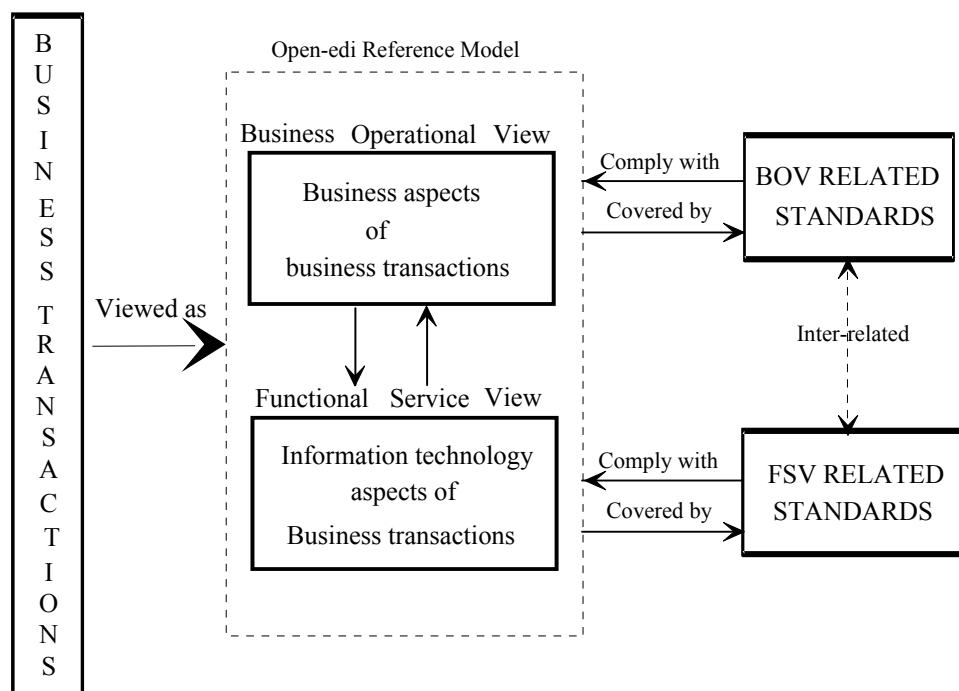 BUSINESS TRANSACTIONS
Open-edi Reference Model
Business Operational View
Business aspects
of
business transactions
Viewed as
Functional Service View
Information technology
aspects of
Business transactions
Comply with
Covered by
BOV RELATED
STANDARDS
Inter-related
Comply with
Covered by
FSV RELATED
STANDARDS